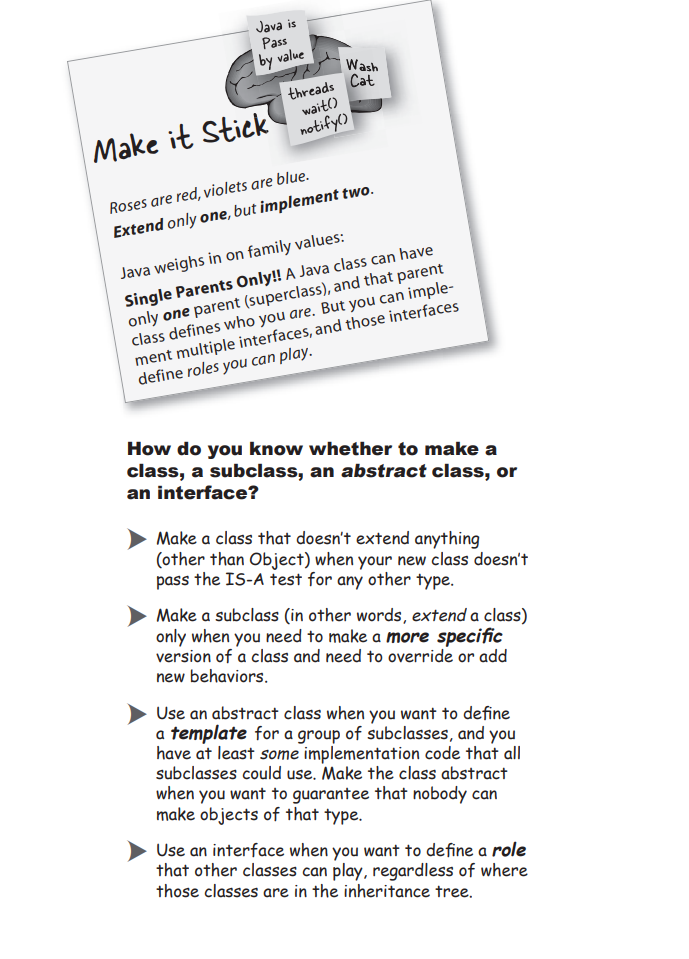 Java is
Pass
by value
Wash
Cat
threads
wait()
notify()
Make it Stick
Roses are red, violets are blue.
Extend only one, but implement two.
Java weighs in on family values:
Single Parents Only!! A Java class can have
only one parent (superclass), and that parent
class defines who you are. But you can imple-
ment multiple interfaces, and those interfaces
define roles you can play.
How do you know whether to make a
class, a subclass, an abstract class, or
an interface?
Make a class that doesn’t extend anything
(other than Object) when your new class doesn’t
pass the IS-A test for any other type.
Make a subclass (in other words, extend a class)
only when you need to make a more specific
version of a class and need to override or add
new behaviors.
Use an abstract class when you want to define
a template for a group of subclasses, and you
have at least some implementation code that all
subclasses could use. Make the class abstract
when you want to guarantee that nobody can
make objects of that type.
Use an interface when you want to define a role
that other classes can play, regardless of where
those classes are in the inheritance tree.